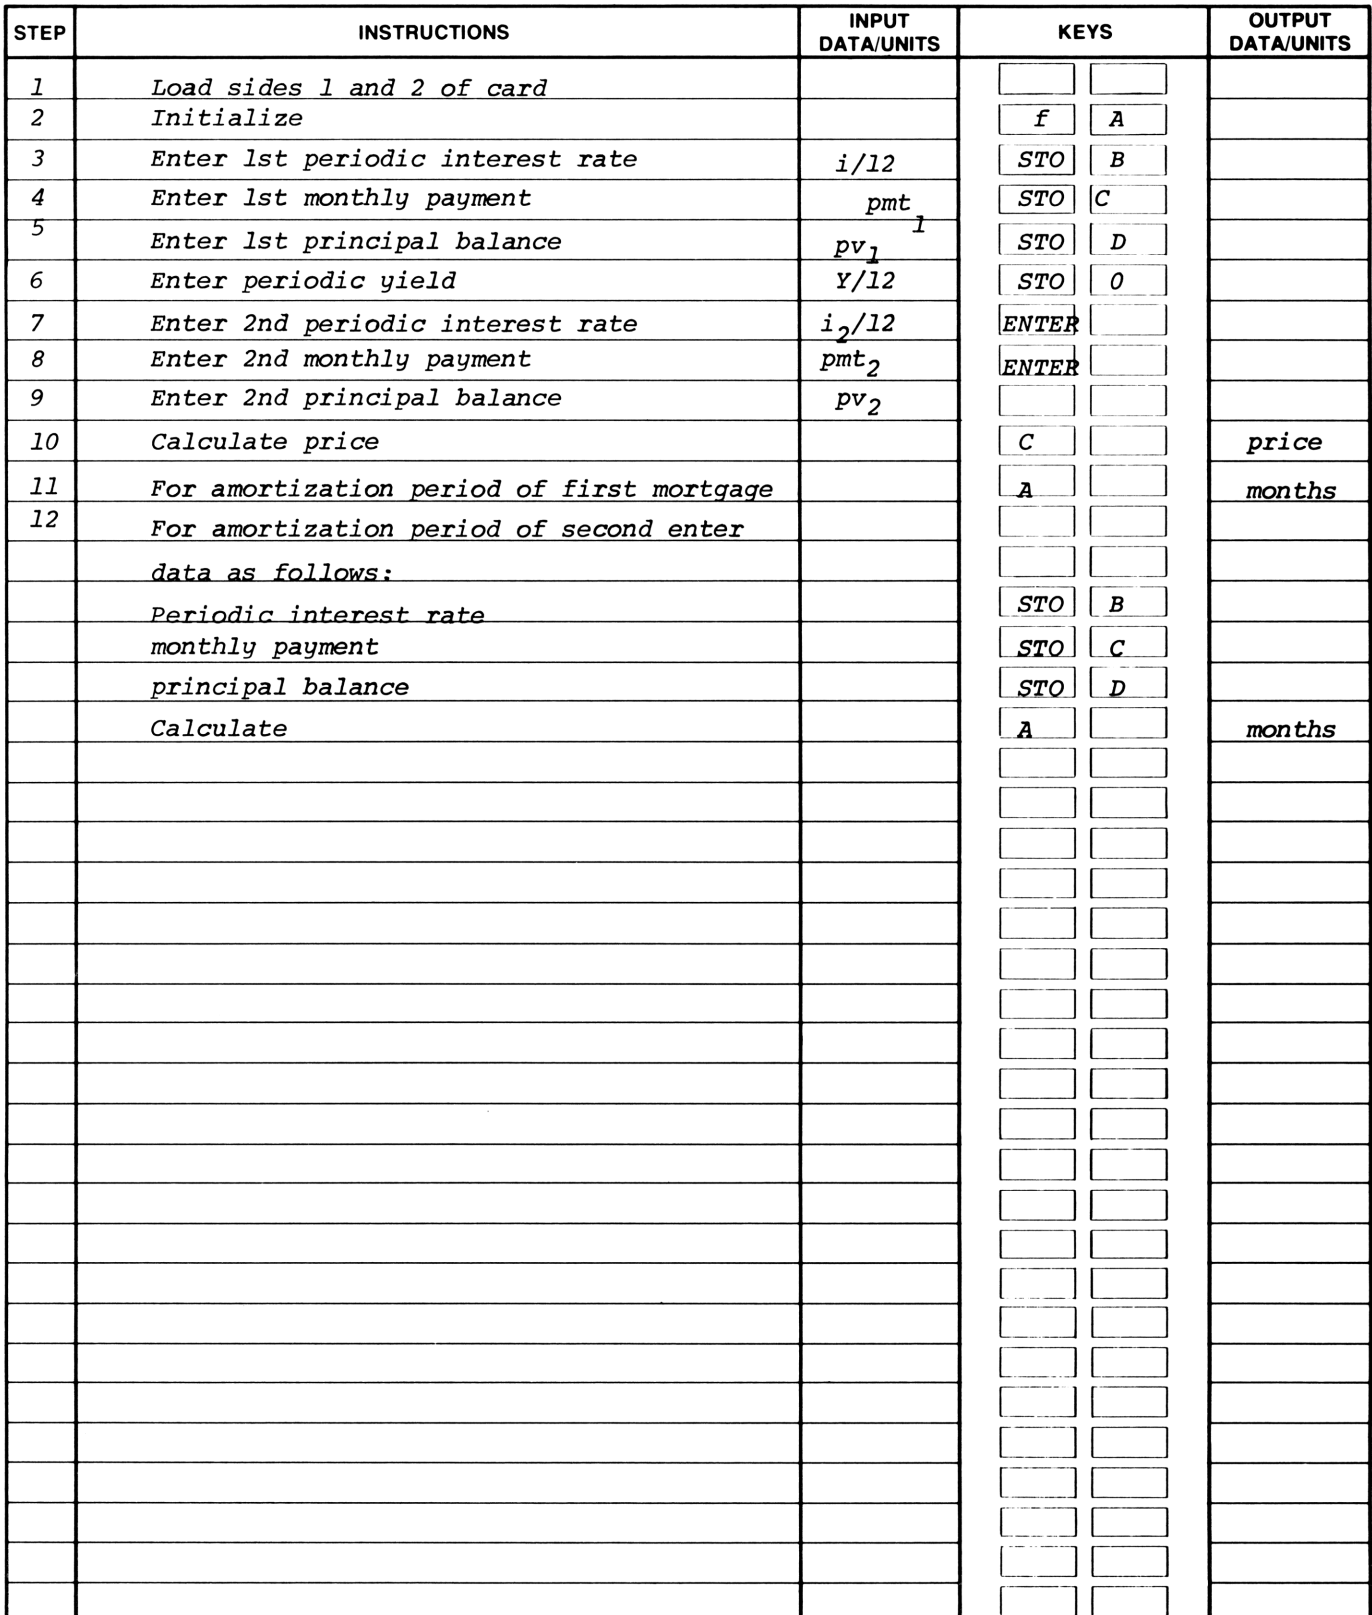 STEP INSTRUCTIONS INPUT DATA/UNITS KEYS OUTPUT DATA/UNITS
1 Load sides 1 and 2 of card
2 Initialize f A
3 Enter 1st periodic interest rate i/12 STO B
4 Enter 1st monthly payment pmt1 STO C
5 Enter 1st principal balance pv1 STO D
6 Enter periodic yield Y/12 STO 0
7 Enter 2nd periodic interest rate i2/12 ENTER
8 Enter 2nd monthly payment pmt2 ENTER
9 Enter 2nd principal balance pv2
10 Calculate price C price
11 For amortization period of first mortgage A months
12 For amortization period of second enter
data as follows:
Periodic interest rate STO B
monthly payment STO C
principal balance STO D
Calculate A months